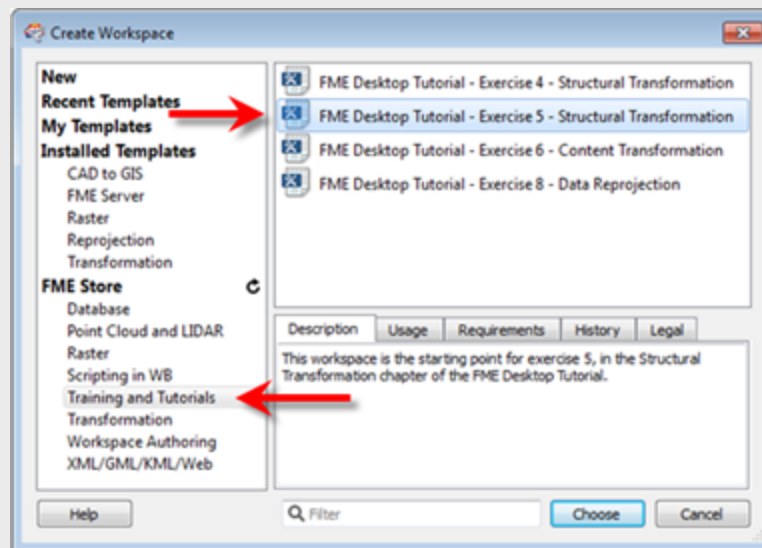 Create Workspace
New
Recent Templates
My Templates
Installed Templates
CAD to GIS
FME Server
Raster
Reprojection
Transformation
FME Store
Database
Point Cloud and LIDAR
Raster
Scripting in WB
Training and Tutorials
Transformation
Workspace Authoring
XML/GML/KML/Web
FME Desktop Tutorial - Exercise 4 - Structural Transformation
FME Desktop Tutorial - Exercise 5 - Structural Transformation
FME Desktop Tutorial - Exercise 6 - Content Transformation
FME Desktop Tutorial - Exercise 8 - Data Reprojection
Description Usage Requirements History Legal
This workspace is the starting point for exercise 5, in the Structural
Transformation chapter of the FME Desktop Tutorial.
Help Filter Choose Cancel